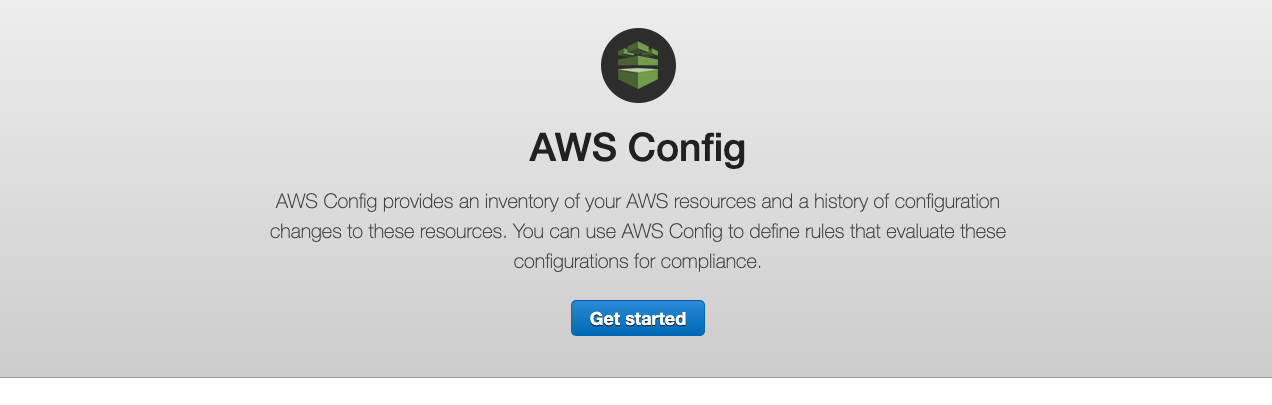 AWS Config
AWS Config provides an inventory of your AWS resources and a history of configuration
changes to these resources. You can use AWS Config to define rules that evaluate these
configurations for compliance.
Get started